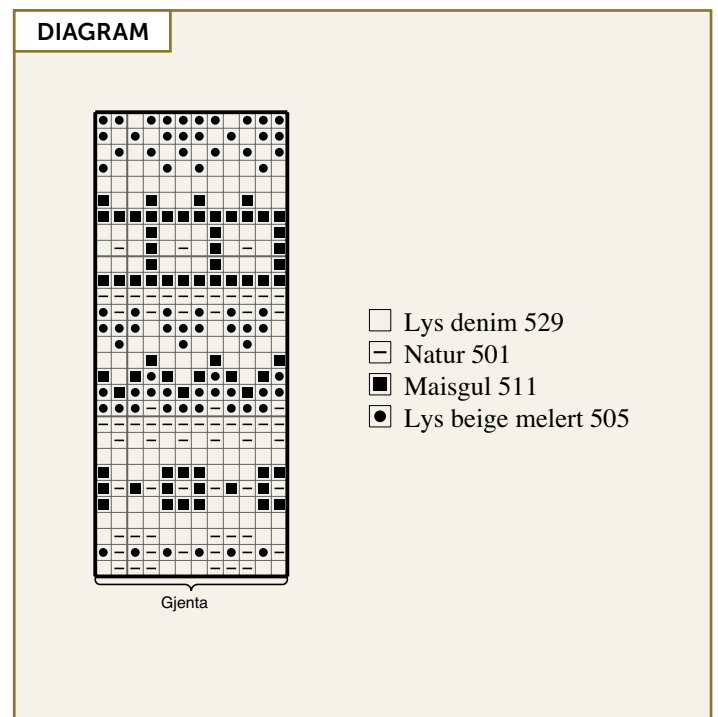 DIAGRAM
Lys denim 529
Natur 501
Maisgul 511
Lys beige melert 505
Gjenta